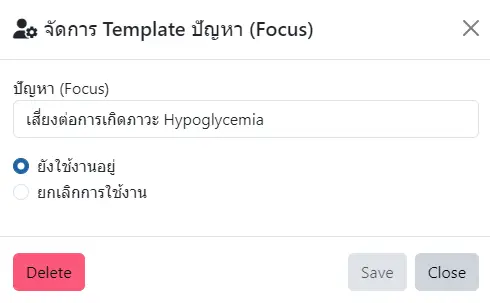 จัดการ Template ปัญหา (Focus)
ปัญหา (Focus)
เสี่ยงต่อการเกิดภาวะ Hypoglycemia
ยังใช้งานอยู่
ยกเลิกการใช้งาน
Delete
Save
Close